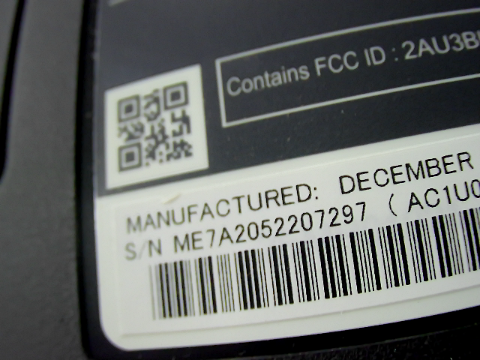 Contains FCC ID : 2AU3B
MANUFACTURED: DECEMBER
S/N ME7A2052207297 ( AC1U0